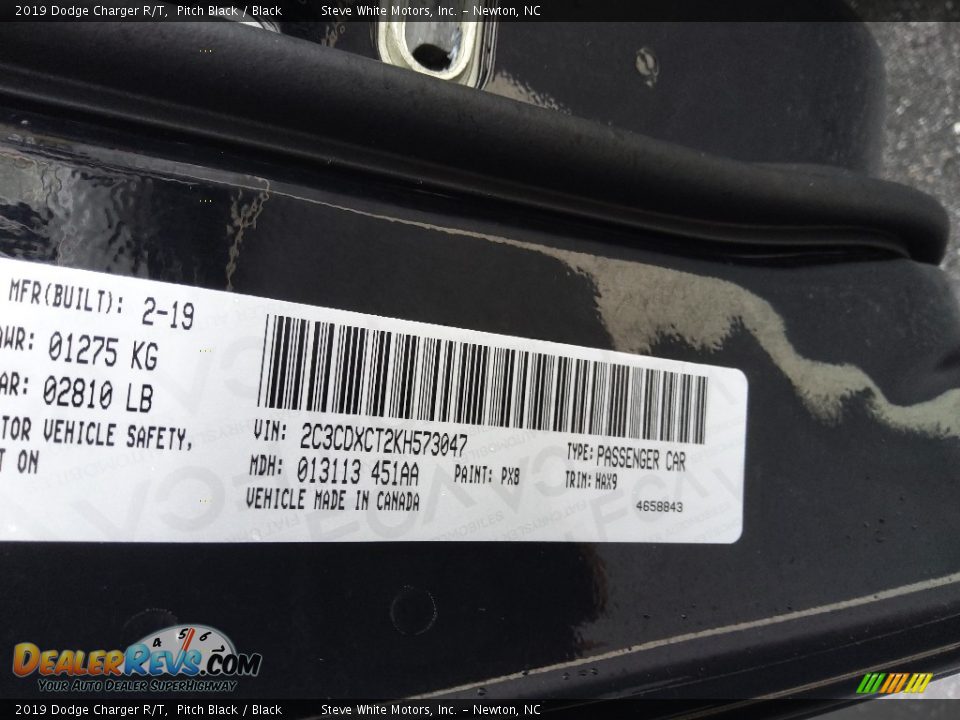 2019 Dodge Charger R/T, Pitch Black / Black Steve White Motors, Inc. - Newton, NC
MFR(BUILT): 2-19
01275 KG
02810 LB
VEHICLE SAFETY,
ON
VIN: 2C3CDXCT2KH573047
MDH: 013113 451AA PAINT: PX8
VEHICLE MADE IN CANADA
TYPE: PASSENGER CAR
TRIM: HAX9
4658843
4 5 6
DEALERREVS.COM
YOUR AUTO DEALER SUPERHIGHWAY
2019 Dodge Charger R/T, Pitch Black / Black Steve White Motors, Inc. - Newton, NC